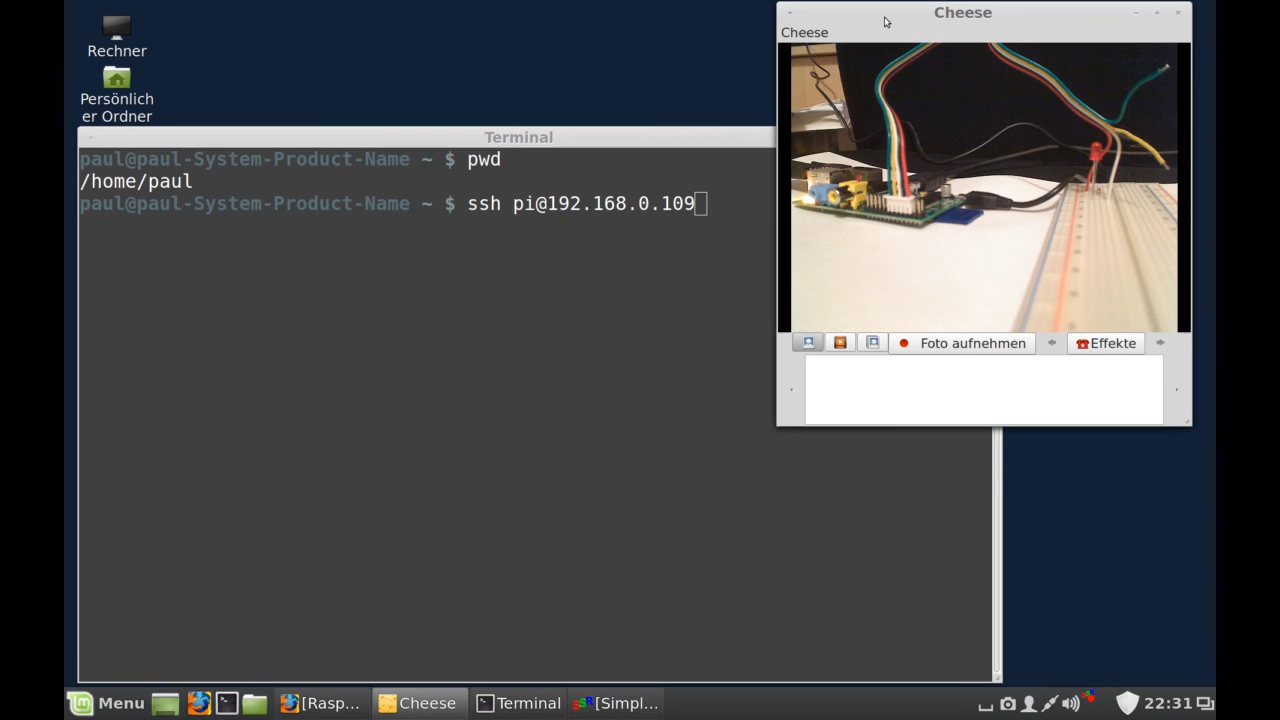 Rechner
Persönlich
er Ordner
Cheese
Cheese
Terminal
paul@paul-System-Product-Name ~ $ pwd
/home/paul
paul@paul-System-Product-Name ~ $ ssh pi@192.168.0.109
Foto aufnehmen
Effekte
Menu
[Rasp...
Cheese
Terminal
SSR
[Simpl...
22:31